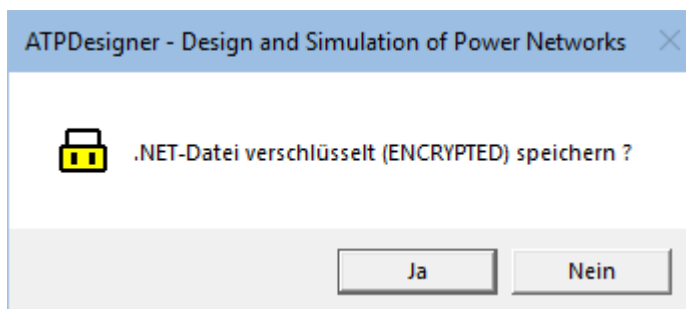 ATPDesigner - Design and Simulation of Power Networks
.NET-Datei verschlüsselt (ENCRYPTED) speichern ?
Ja
Nein